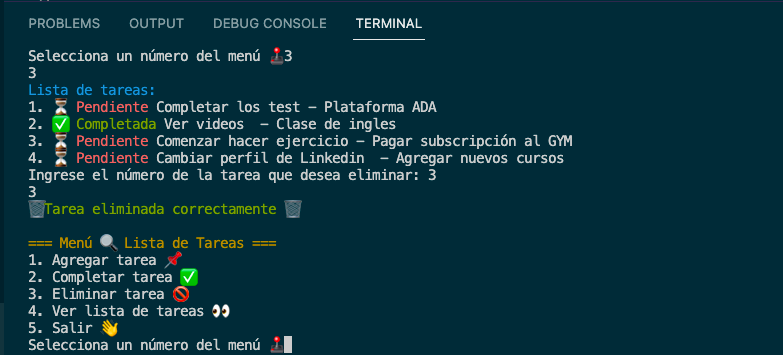 PROBLEMS OUTPUT DEBUG CONSOLE TERMINAL
Selecciona un número del menú 🕹️3
3
Lista de tareas:
1. ⏳ Pendiente Completar los test – Plataforma ADA
2. ✅ Completada Ver videos  – Clase de ingles
3. ⏳ Pendiente Comenzar hacer ejercicio – Pagar subscripción al GYM
4. ⏳ Pendiente Cambiar perfil de Linkedin  – Agregar nuevos cursos
Ingrese el número de la tarea que desea eliminar: 3
3
🗑️Tarea eliminada correctamente 🗑️
=== Menú 🔍 Lista de Tareas ===
1. Agregar tarea 📌
2. Completar tarea ✅
3. Eliminar tarea 🚫
4. Ver lista de tareas 👀
5. Salir 👋
Selecciona un número del menú 🕹️